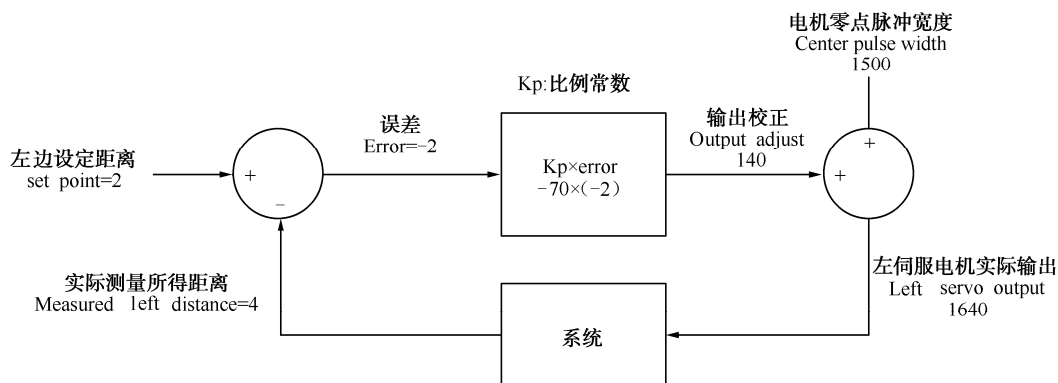 电机零点脉冲宽度
Center pulse width
1500
Kp:比例常数
误差
Error=−2
输出校正
Output adjust
140
左边设定距离
set point=2
+
−
Kp×error
−70×(−2)
+
+
实际测量所得距离
Measured left distance=4
系统
左伺服电机实际输出
Left servo output
1640